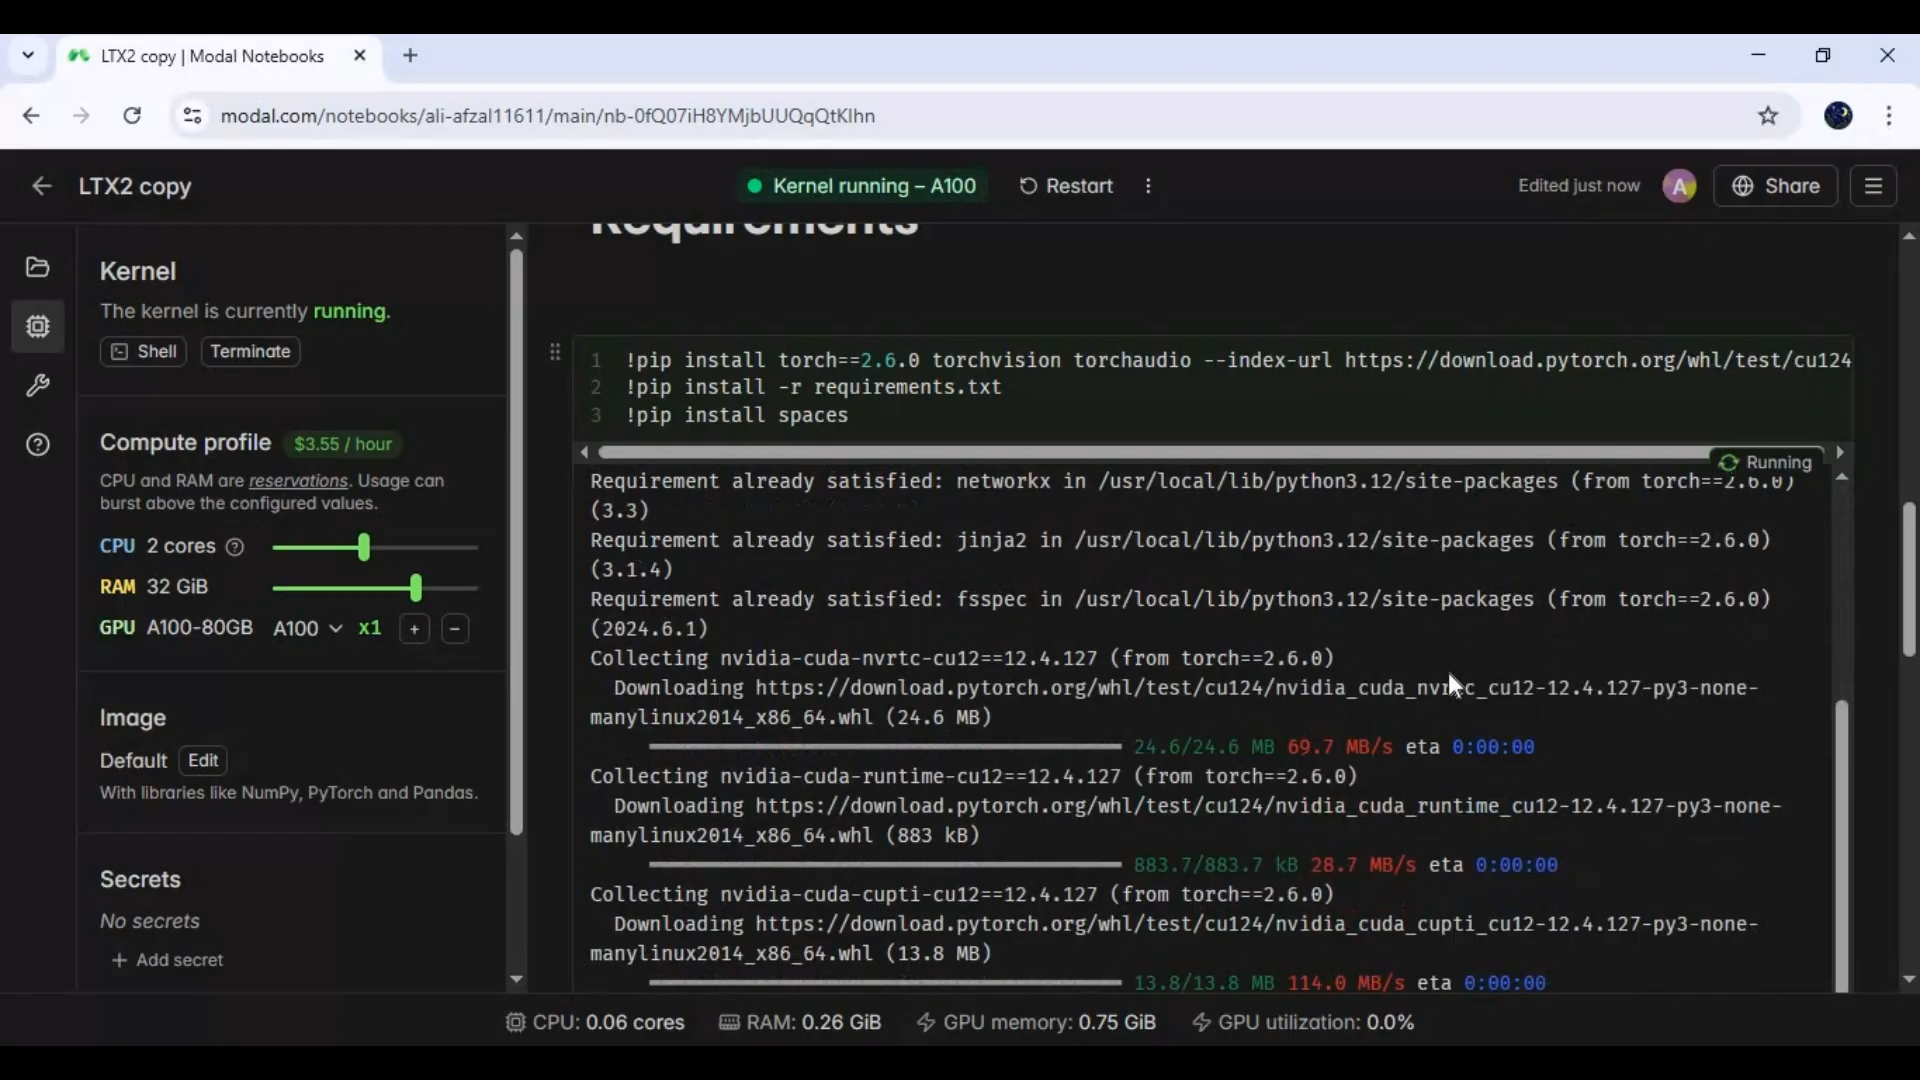 LTX2 copy | Modal Notebooks
modal.com/notebooks/ali-afzal11611/main/nb-0fQ07iH8YMjbUUQqQtKIhn
LTX2 copy
Kernel running – A100
Restart
Edited just now
A
Share
Kernel
The kernel is currently running.
Shell
Terminate
Compute profile $3.55 / hour
CPU and RAM are reservations. Usage can
burst above the configured values.
CPU 2 cores
RAM 32 GiB
GPU A100-80GB A100 x1 + -
Image
Default Edit
With libraries like NumPy, PyTorch and Pandas.
Secrets
No secrets
+ Add secret
Requirements
1 !pip install torch==2.6.0 torchvision torchaudio --index-url https://download.pytorch.org/whl/test/cu124
2 !pip install -r requirements.txt
3 !pip install spaces
Running
Requirement already satisfied: networkx in /usr/local/lib/python3.12/site-packages (from torch==2.6.0)
(3.3)
Requirement already satisfied: jinja2 in /usr/local/lib/python3.12/site-packages (from torch==2.6.0)
(3.1.4)
Requirement already satisfied: fsspec in /usr/local/lib/python3.12/site-packages (from torch==2.6.0)
(2024.6.1)
Collecting nvidia-cuda-nvrtc-cu12==12.4.127 (from torch==2.6.0)
Downloading https://download.pytorch.org/whl/test/cu124/nvidia_cuda_nvrtc_cu12-12.4.127-py3-none-
manylinux2014_x86_64.whl (24.6 MB)
24.6/24.6 MB 69.7 MB/s eta 0:00:00
Collecting nvidia-cuda-runtime-cu12==12.4.127 (from torch==2.6.0)
Downloading https://download.pytorch.org/whl/test/cu124/nvidia_cuda_runtime_cu12-12.4.127-py3-none-
manylinux2014_x86_64.whl (883 kB)
883.7/883.7 kB 28.7 MB/s eta 0:00:00
Collecting nvidia-cuda-cupti-cu12==12.4.127 (from torch==2.6.0)
Downloading https://download.pytorch.org/whl/test/cu124/nvidia_cuda_cupti_cu12-12.4.127-py3-none-
manylinux2014_x86_64.whl (13.8 MB)
13.8/13.8 MB 114.0 MB/s eta 0:00:00
CPU: 0.06 cores
RAM: 0.26 GiB
GPU memory: 0.75 GiB
GPU utilization: 0.0%